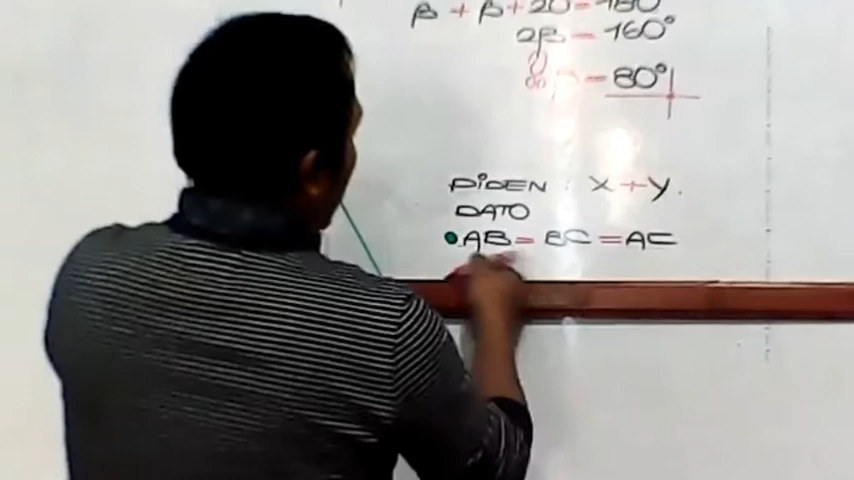 β + β + 20 = 180
2β = 160°
β = 80°
PiDEN : X+Y.
DATO
• AB = BC = AC